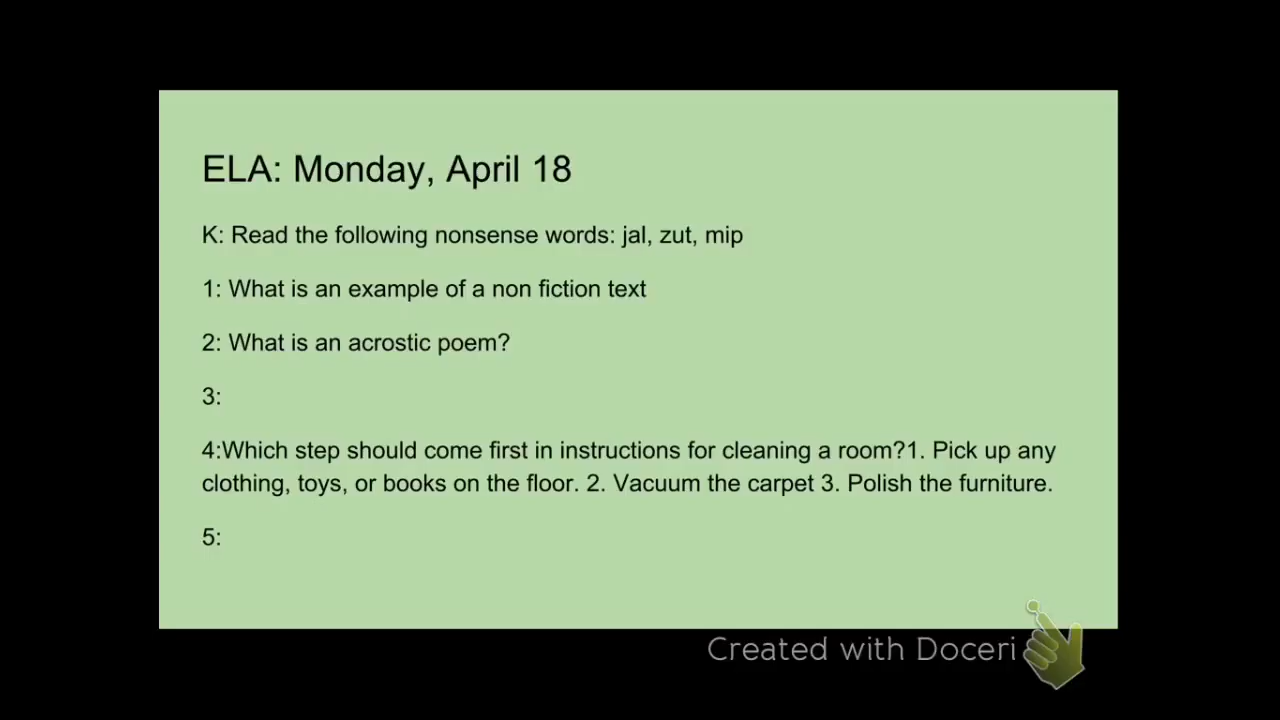 ELA: Monday, April 18
K: Read the following nonsense words: jal, zut, mip
1: What is an example of a non fiction text
2: What is an acrostic poem?
3:
4:Which step should come first in instructions for cleaning a room?1. Pick up any
clothing, toys, or books on the floor. 2. Vacuum the carpet 3. Polish the furniture.
5:
Created with Doceri